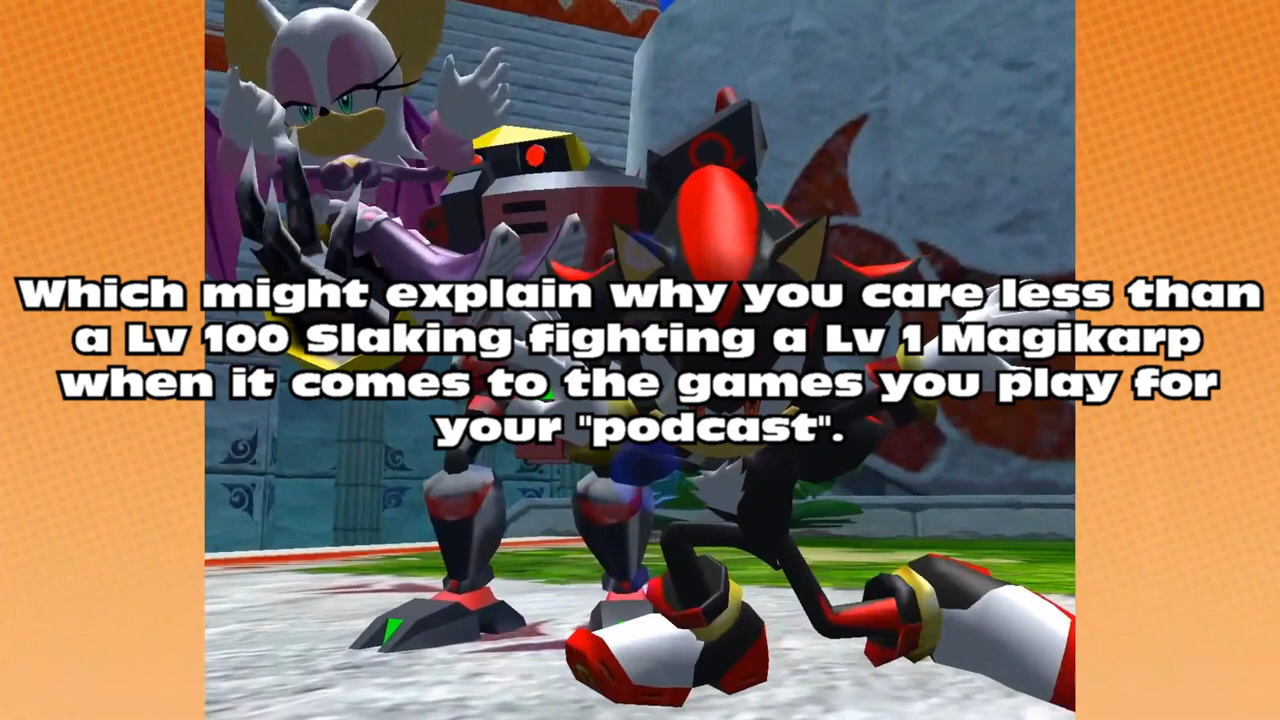 Which might explain why you care less than
a Lv 100 Slaking fighting a Lv 1 Magikarp
when it comes to the games you play for
your "podcast".